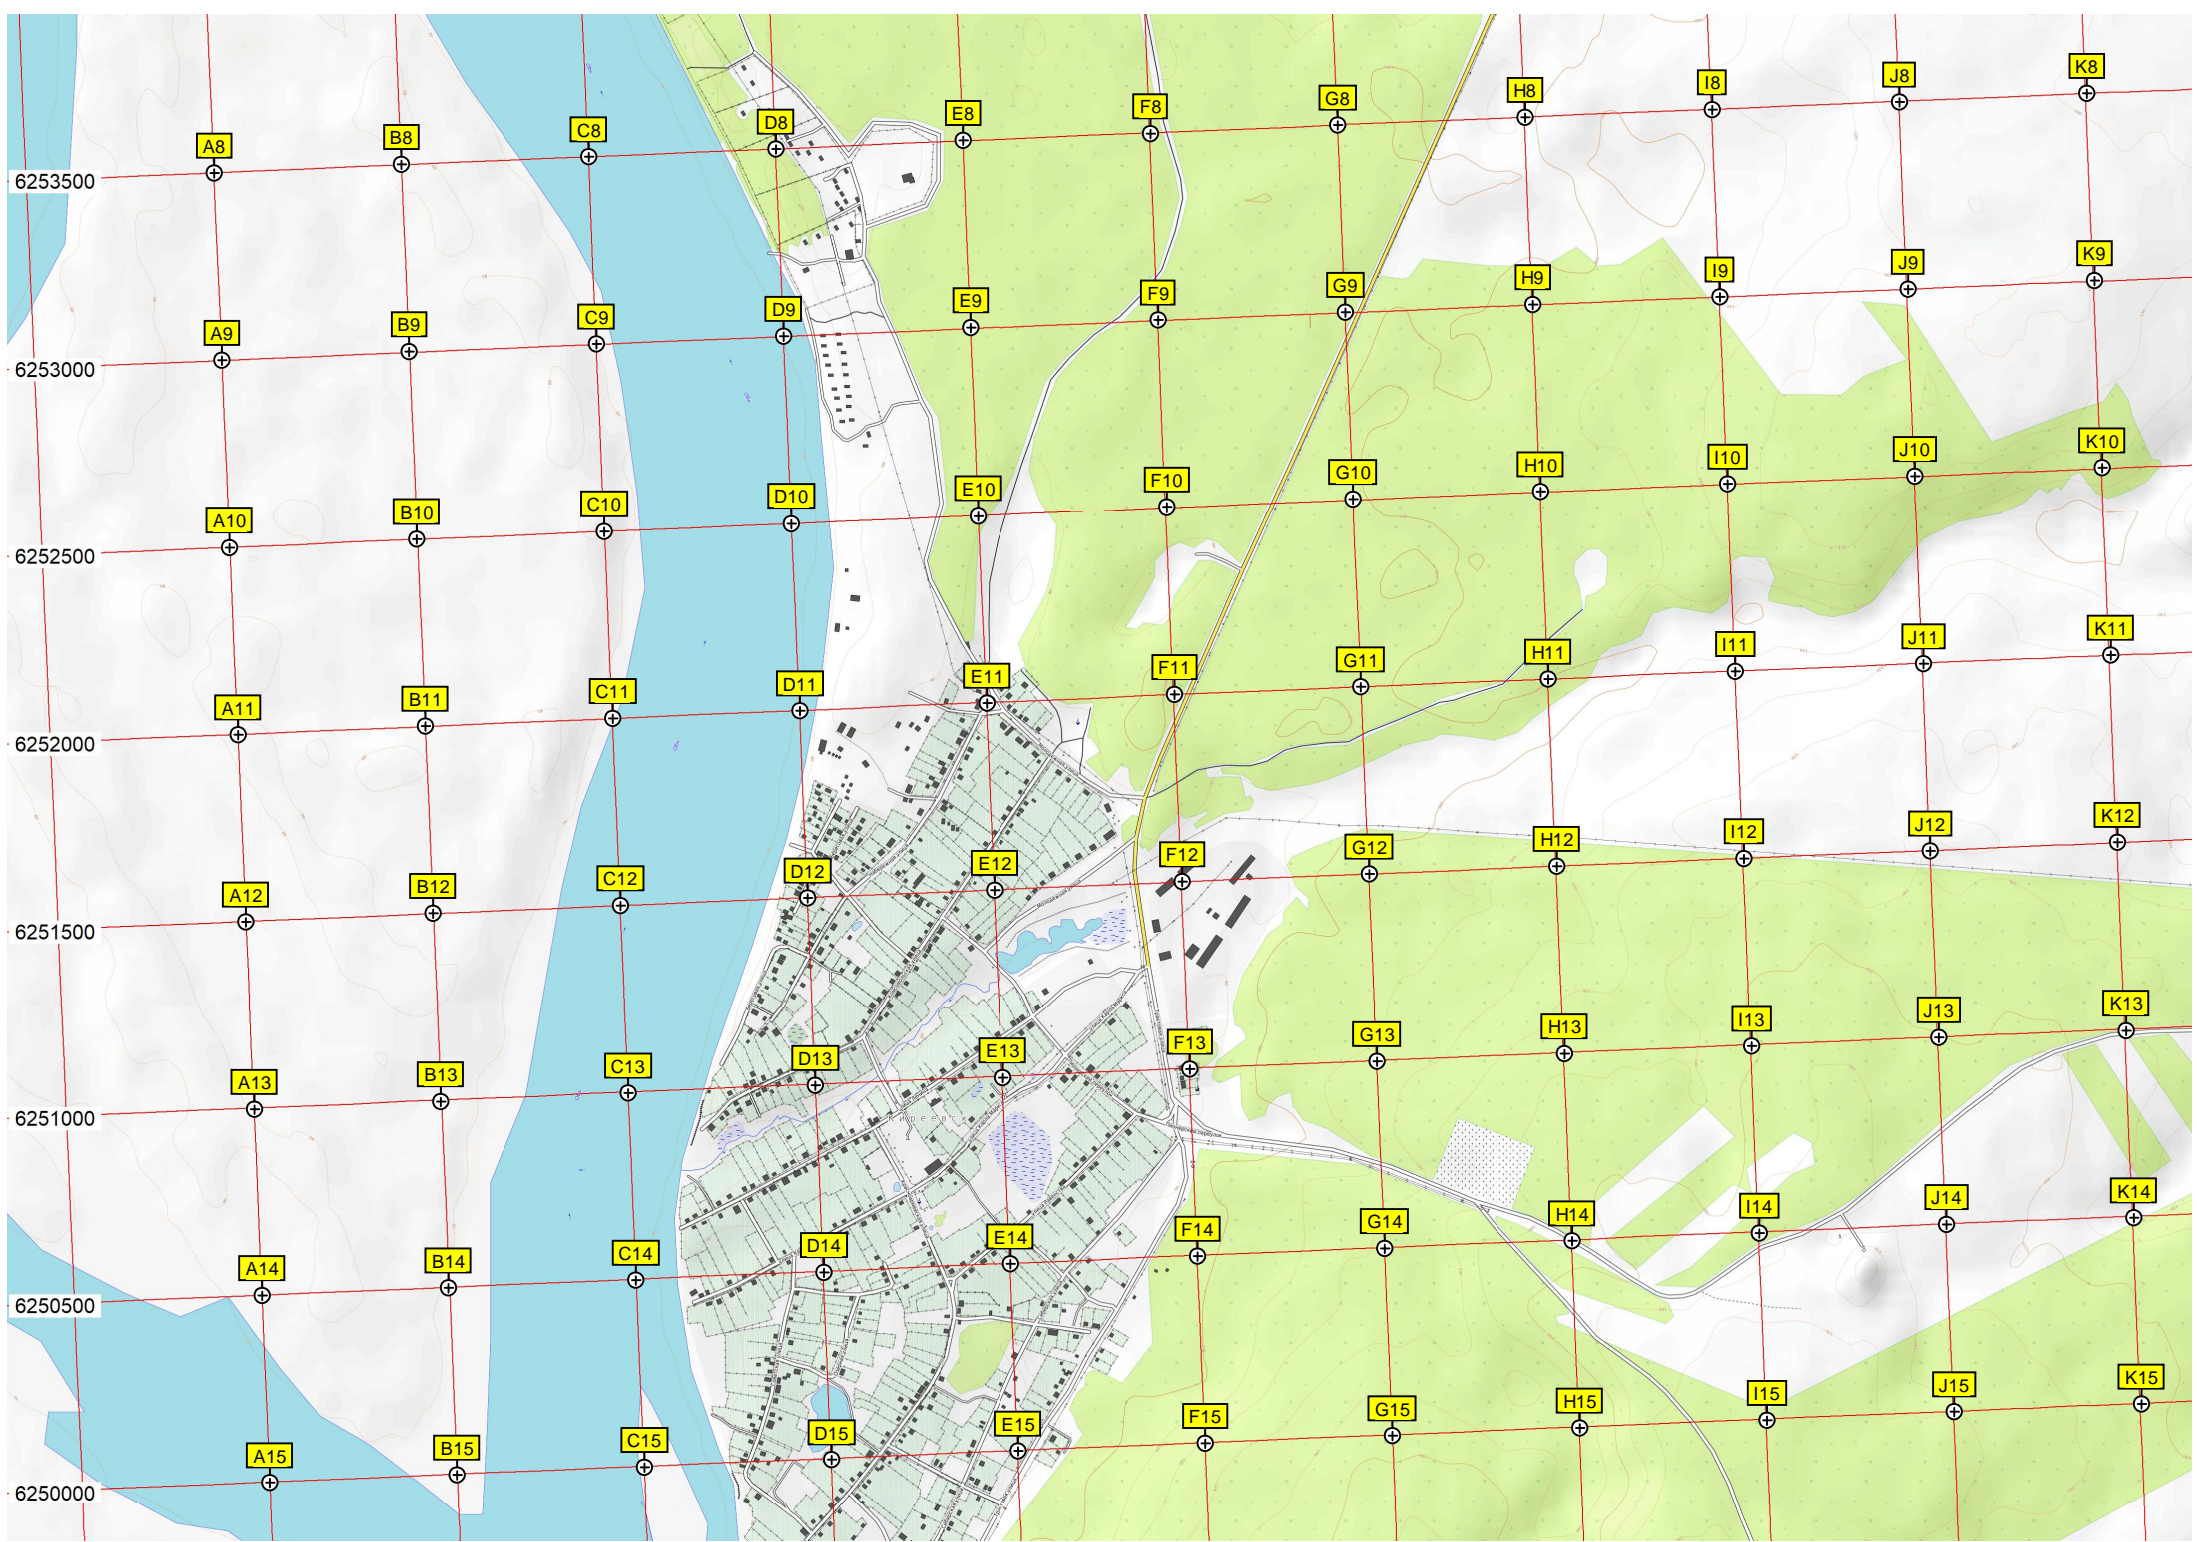 A8 B8 C8 D8 E8 F8 G8 H8 I8 J8 K8
6253500
A9 B9 C9 D9 E9 F9 G9 H9 I9 J9 K9
6253000
A10 B10 C10 D10 E10 F10 G10 H10 I10 J10 K10
6252500
A11 B11 C11 D11 E11 F11 G11 H11 I11 J11 K11
6252000
A12 B12 C12 D12 E12 F12 G12 H12 I12 J12 K12
Молодёжная улица
6251500
A13 B13 C13 D13 E13 F13 G13 H13 I13 J13 K13
6251000
Киреевск
Пионерский переулок
A14 B14 C14 D14 E14 F14 G14 H14 I14 J14 K14
6250500
A15 B15 C15 D15 E15 F15 G15 H15 I15 J15 K15
6250000